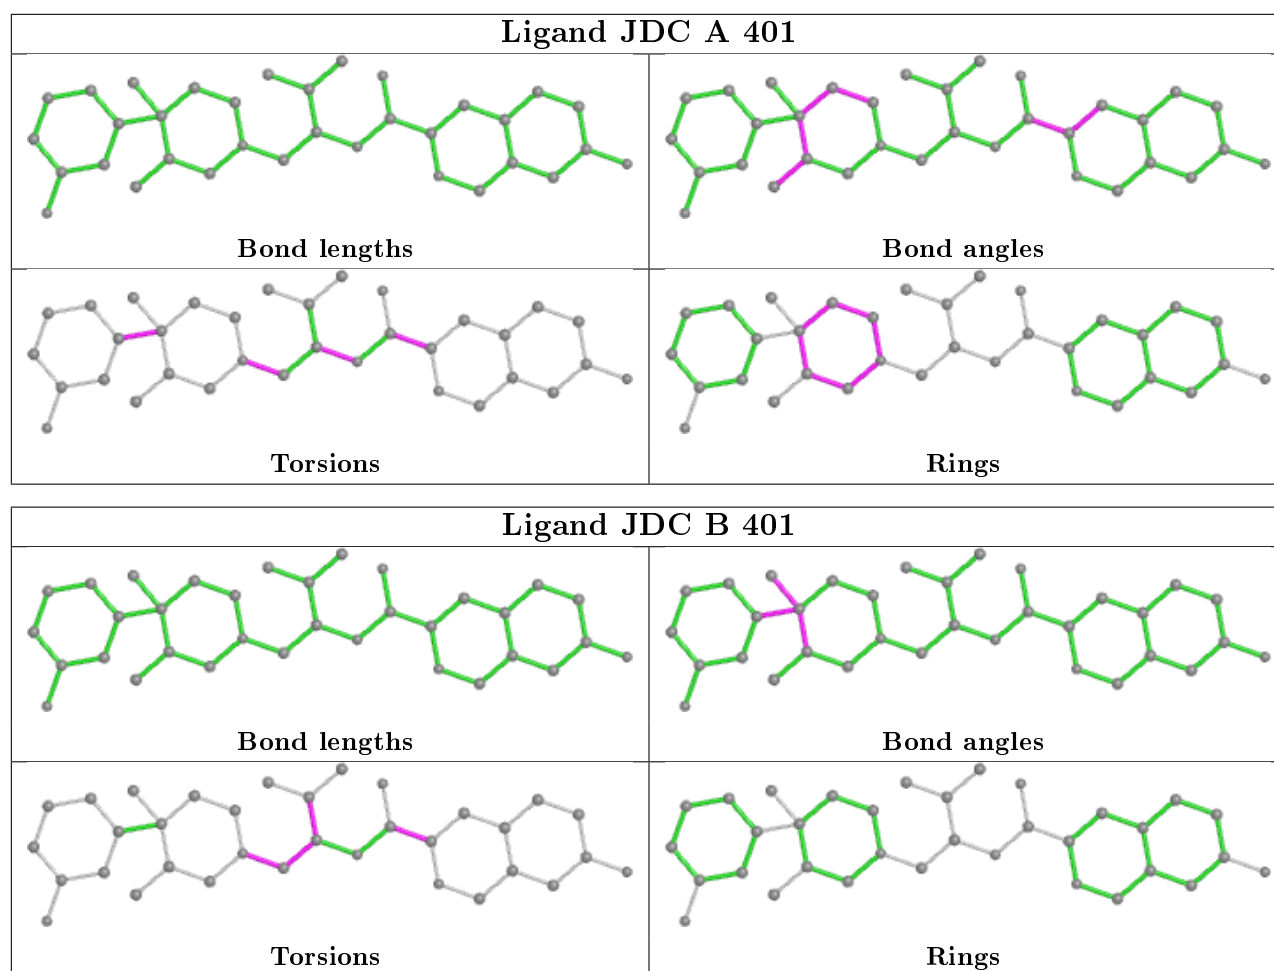 Ligand JDC A 401
Bond lengths
Bond angles
Torsions
Rings
Ligand JDC B 401
Bond lengths
Bond angles
Torsions
Rings